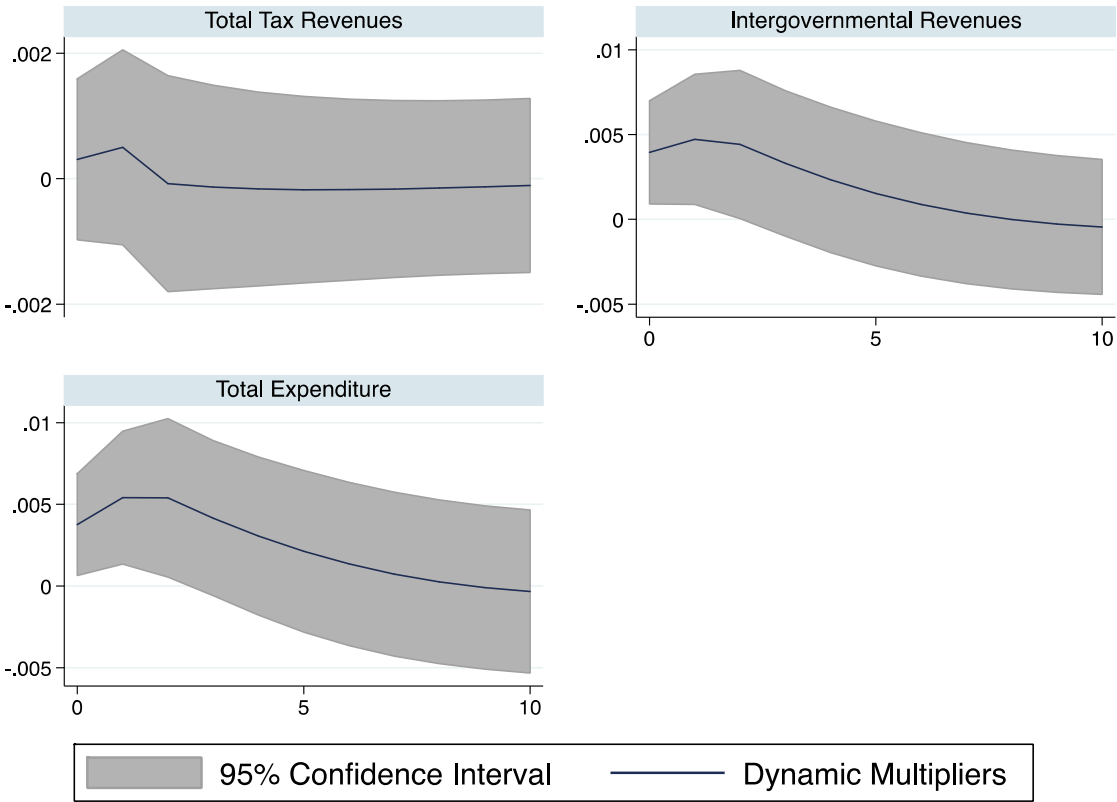 Total Tax Revenues
.002
0
-.002
Intergovernmental Revenues
.01
.005
0
-.005
0 5 10
Total Expenditure
.01
.005
0
-.005
0 5 10
95% Confidence Interval Dynamic Multipliers